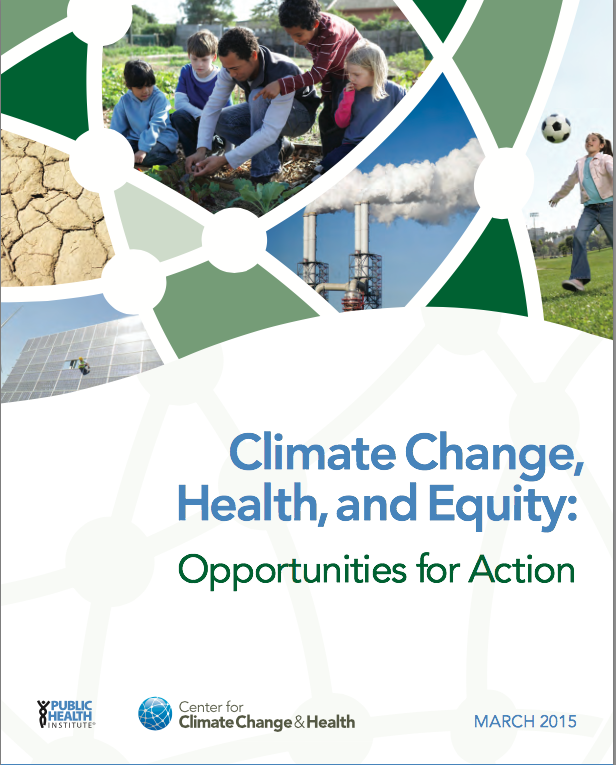 Climate Change,
Health, and Equity:
Opportunities for Action
PUBLIC
HEALTH
INSTITUTE®
Center for
Climate Change & Health
MARCH 2015